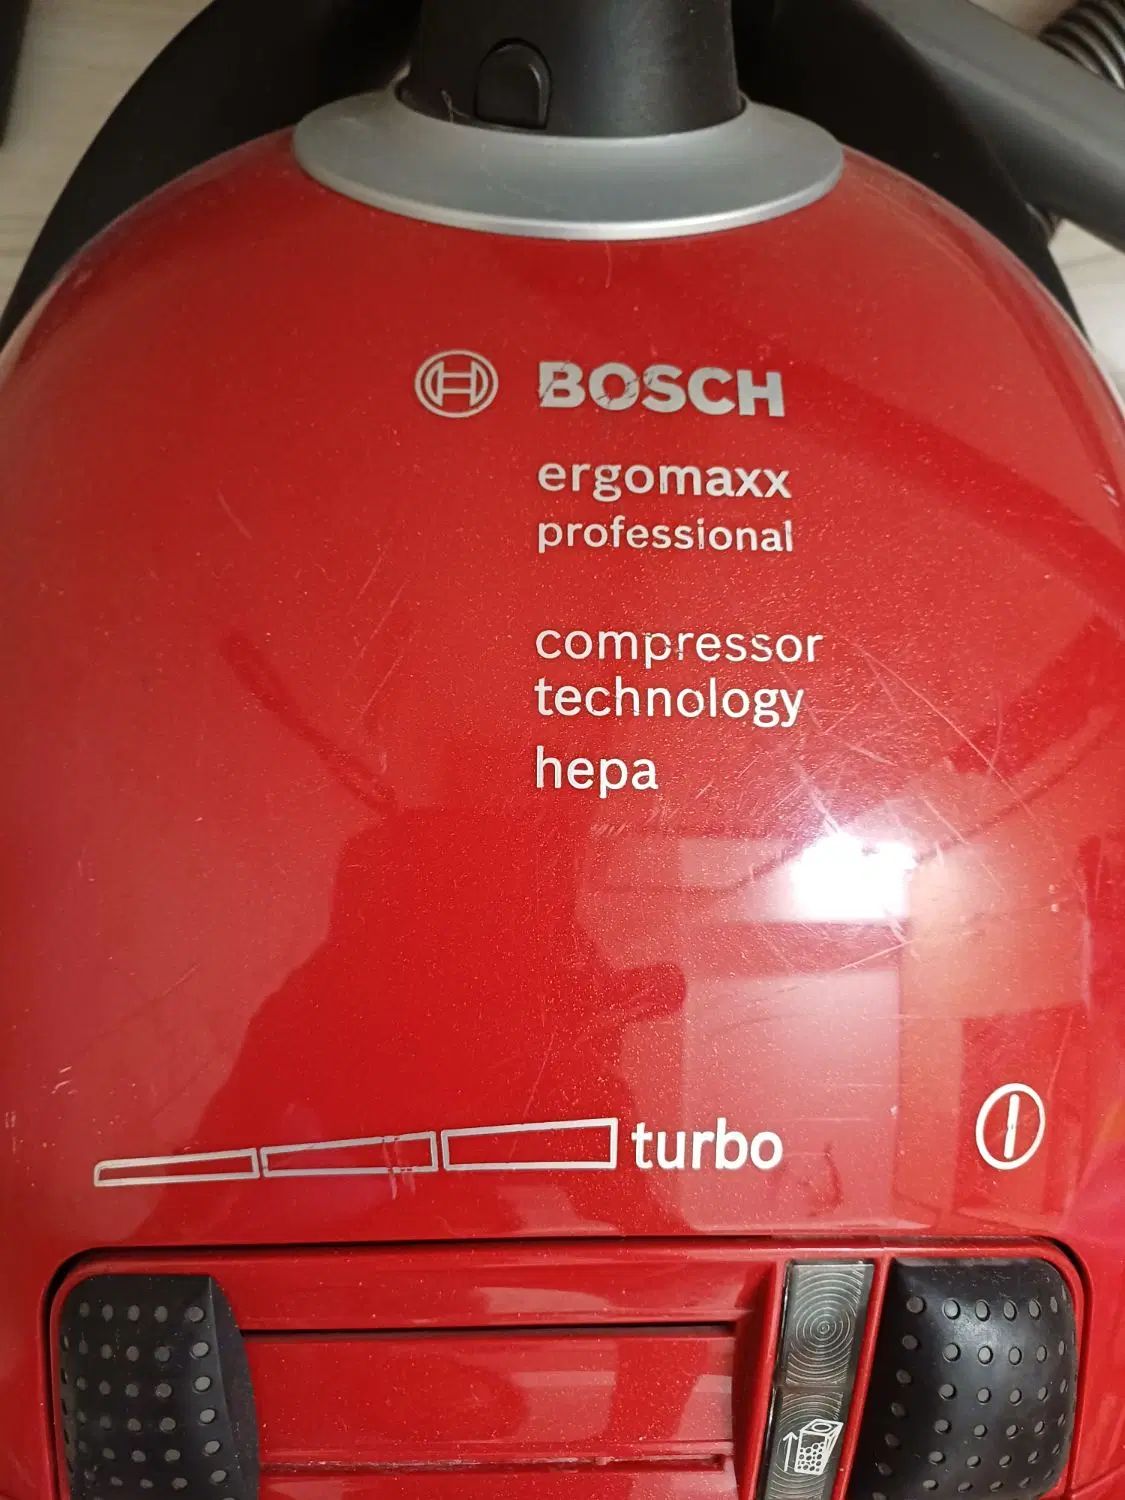 BOSCH
ergomaxx
professional
compressor
technology
hepa
turbo